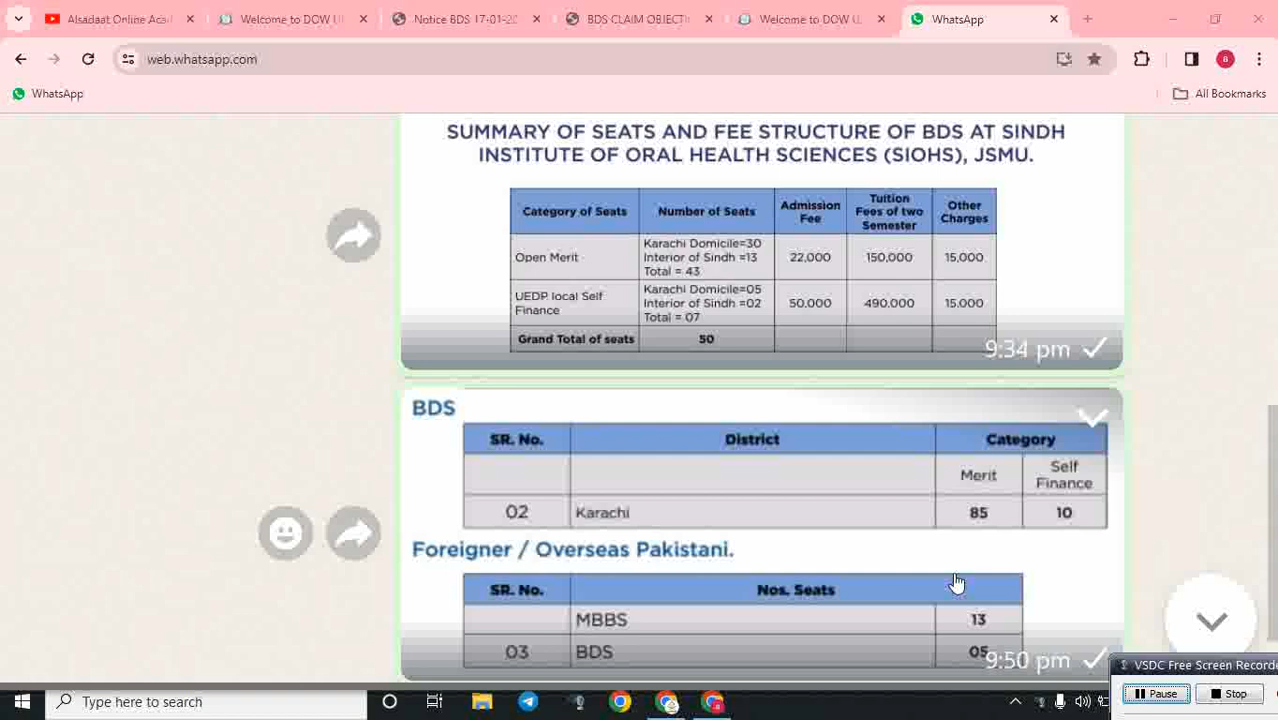 Alsadaat Online Aca
Welcome to DOW U
Notice BDS 17-01-20
BDS CLAIM OBJECTI
Welcome to DOW U
WhatsApp
web.whatsapp.com
WhatsApp
All Bookmarks
SUMMARY OF SEATS AND FEE STRUCTURE OF BDS AT SINDH
INSTITUTE OF ORAL HEALTH SCIENCES (SIOHS), JSMU.
Category of Seats Number of Seats Admission Fee Tuition Fees of two Semester Other Charges
Open Merit
Karachi Domicile=30
Interior of Sindh =13
Total = 43
22,000 150,000 15,000
UEDP local Self
Finance
Karachi Domicile=05
Interior of Sindh =02
Total = 07
50,000 490.000 15.000
Grand Total of seats 50
9:34 pm
BDS
SR. No. District Category
Merit Self Finance
02 Karachi 85 10
Foreigner / Overseas Pakistani.
SR. No. Nos. Seats
MBBS 13
03 BDS 05
9:50 pm
VSDC Free Screen Recorde
Pause Stop
Type here to search